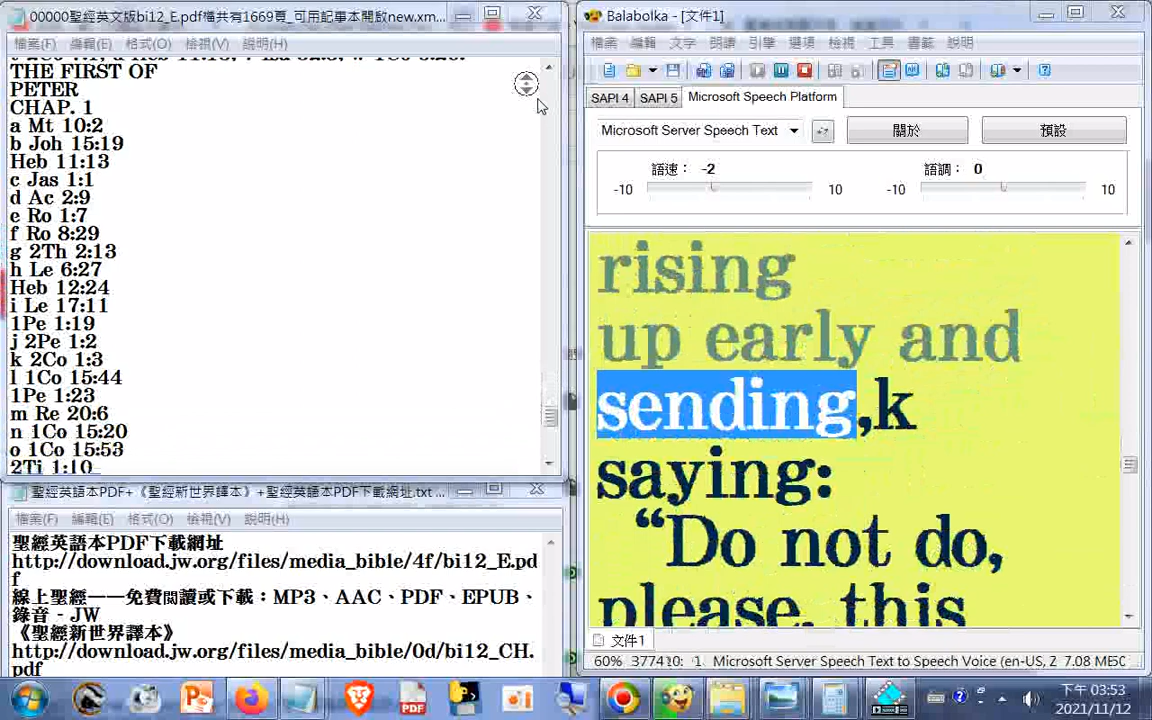 00000聖經英文版bi12_E.pdf檔共有1669頁_可用記事本開啟new.xm...
檔案(F) 編輯(E) 格式(O) 檢視(V) 說明(H)
THE FIRST OF
PETER
CHAP. 1
a Mt 10:2
b Joh 15:19
Heb 11:13
c Jas 1:1
d Ac 2:9
e Ro 1:7
f Ro 8:29
g 2Th 2:13
h Le 6:27
Heb 12:24
i Le 17:11
1Pe 1:19
j 2Pe 1:2
k 2Co 1:3
l 1Co 15:44
1Pe 1:23
m Re 20:6
n 1Co 15:20
o 1Co 15:53
2Ti 1:10
聖經英語本PDF+《聖經新世界譯本》+聖經英語本PDF下載網址.txt ...
檔案(F) 編輯(E) 格式(O) 檢視(V) 說明(H)
聖經英語本PDF下載網址
http://download.jw.org/files/media_bible/4f/bi12_E.pd
f
線上聖經——免費閱讀或下載：MP3、AAC、PDF、EPUB、
錄音 - JW
《聖經新世界譯本》
http://download.jw.org/files/media_bible/0d/bi12_CH.
pdf
Balabolka - [文件1]
檔案 編輯 文字 朗讀 引擎 選項 檢視 工具 書籤 說明
SAPI 4 SAPI 5 Microsoft Speech Platform
Microsoft Server Speech Text 關於 預設
語速： -2 語調： 0
-10 10 -10 10
rising
up early and
sending,k
saying:
“Do not do,
please, this
文件1
60% 377410: 1 Microsoft Server Speech Text to Speech Voice (en-US, 2 7.08 MB
下午 03:53
2021/11/12